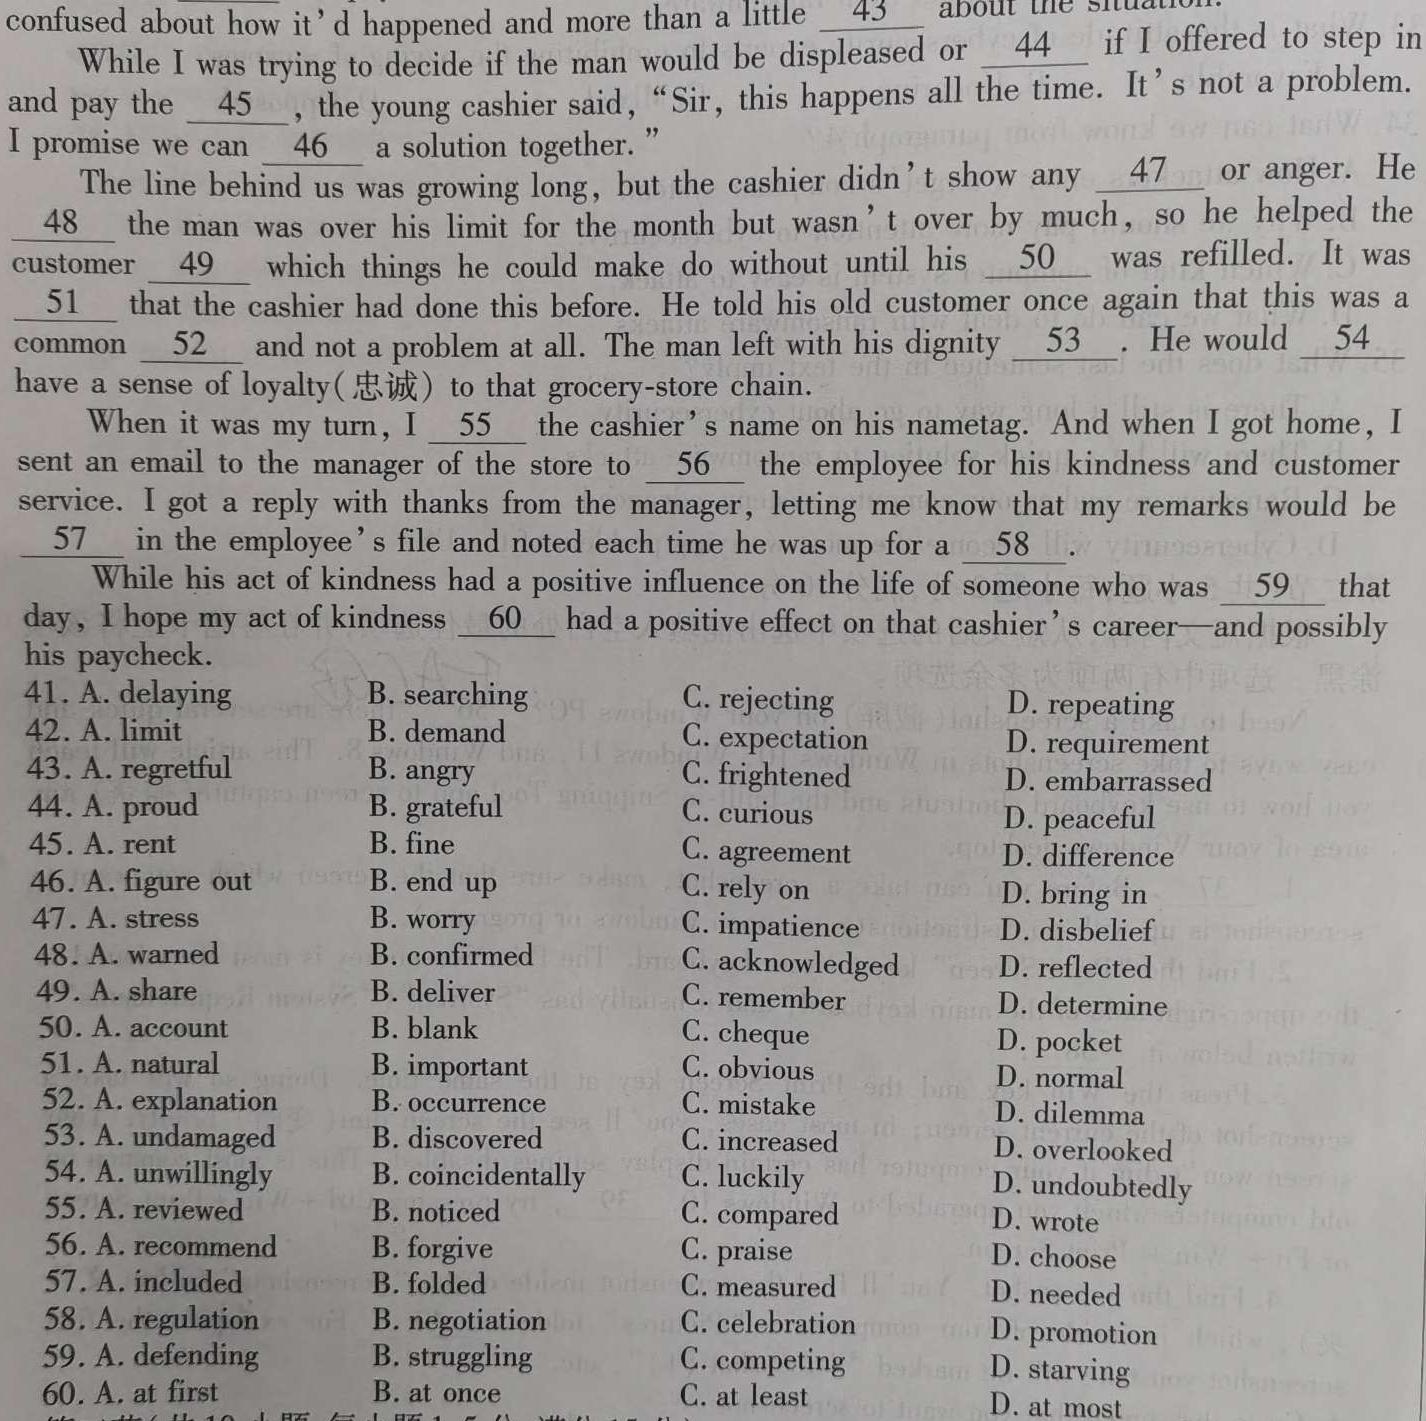 confused about how it’d happened and more than a little 43 about the situation.
While I was trying to decide if the man would be displeased or 44 if I offered to step in
and pay the 45 , the young cashier said, “Sir, this happens all the time. It’s not a problem.
I promise we can 46 a solution together.”
The line behind us was growing long, but the cashier didn’t show any 47 or anger. He
48 the man was over his limit for the month but wasn’t over by much, so he helped the
customer 49 which things he could make do without until his 50 was refilled. It was
51 that the cashier had done this before. He told his old customer once again that this was a
common 52 and not a problem at all. The man left with his dignity 53 . He would 54
have a sense of loyalty(忠诚) to that grocery-store chain.
When it was my turn, I 55 the cashier’s name on his nametag. And when I got home, I
sent an email to the manager of the store to 56 the employee for his kindness and customer
service. I got a reply with thanks from the manager, letting me know that my remarks would be
57 in the employee’s file and noted each time he was up for a 58 .
While his act of kindness had a positive influence on the life of someone who was 59 that
day, I hope my act of kindness 60 had a positive effect on that cashier’s career—and possibly
his paycheck.
41. A. delaying B. searching C. rejecting D. repeating
42. A. limit B. demand C. expectation D. requirement
43. A. regretful B. angry C. frightened D. embarrassed
44. A. proud B. grateful C. curious D. peaceful
45. A. rent B. fine C. agreement D. difference
46. A. figure out B. end up C. rely on D. bring in
47. A. stress B. worry C. impatience D. disbelief
48. A. warned B. confirmed C. acknowledged D. reflected
49. A. share B. deliver C. remember D. determine
50. A. account B. blank C. cheque D. pocket
51. A. natural B. important C. obvious D. normal
52. A. explanation B. occurrence C. mistake D. dilemma
53. A. undamaged B. discovered C. increased D. overlooked
54. A. unwillingly B. coincidentally C. luckily D. undoubtedly
55. A. reviewed B. noticed C. compared D. wrote
56. A. recommend B. forgive C. praise D. choose
57. A. included B. folded C. measured D. needed
58. A. regulation B. negotiation C. celebration D. promotion
59. A. defending B. struggling C. competing D. starving
60. A. at first B. at once C. at least D. at most